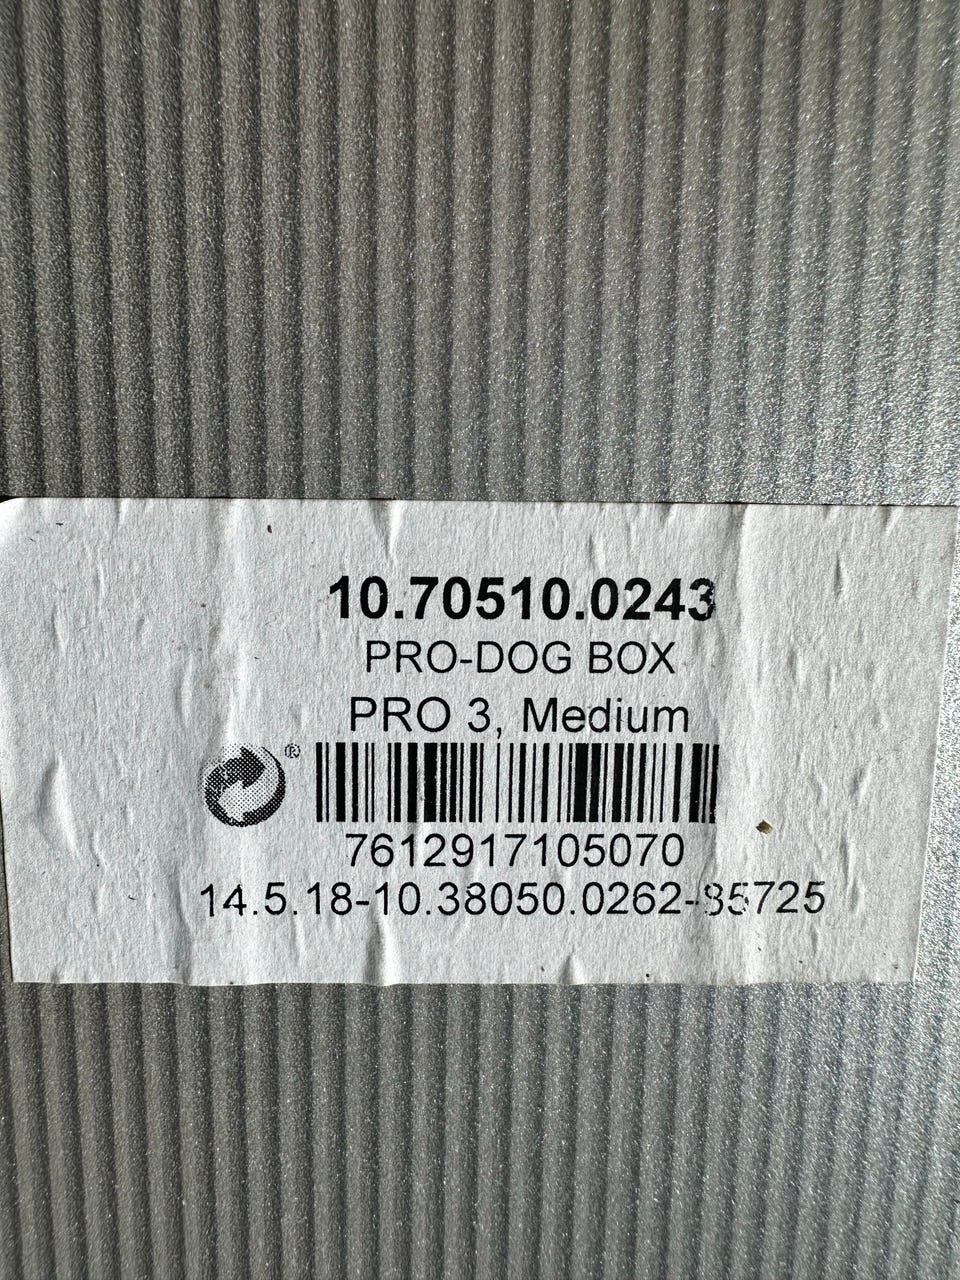 10.70510.0243
PRO-DOG BOX
PRO 3, Medium
®
7612917105070
14.5.18-10.38050.0262-85725